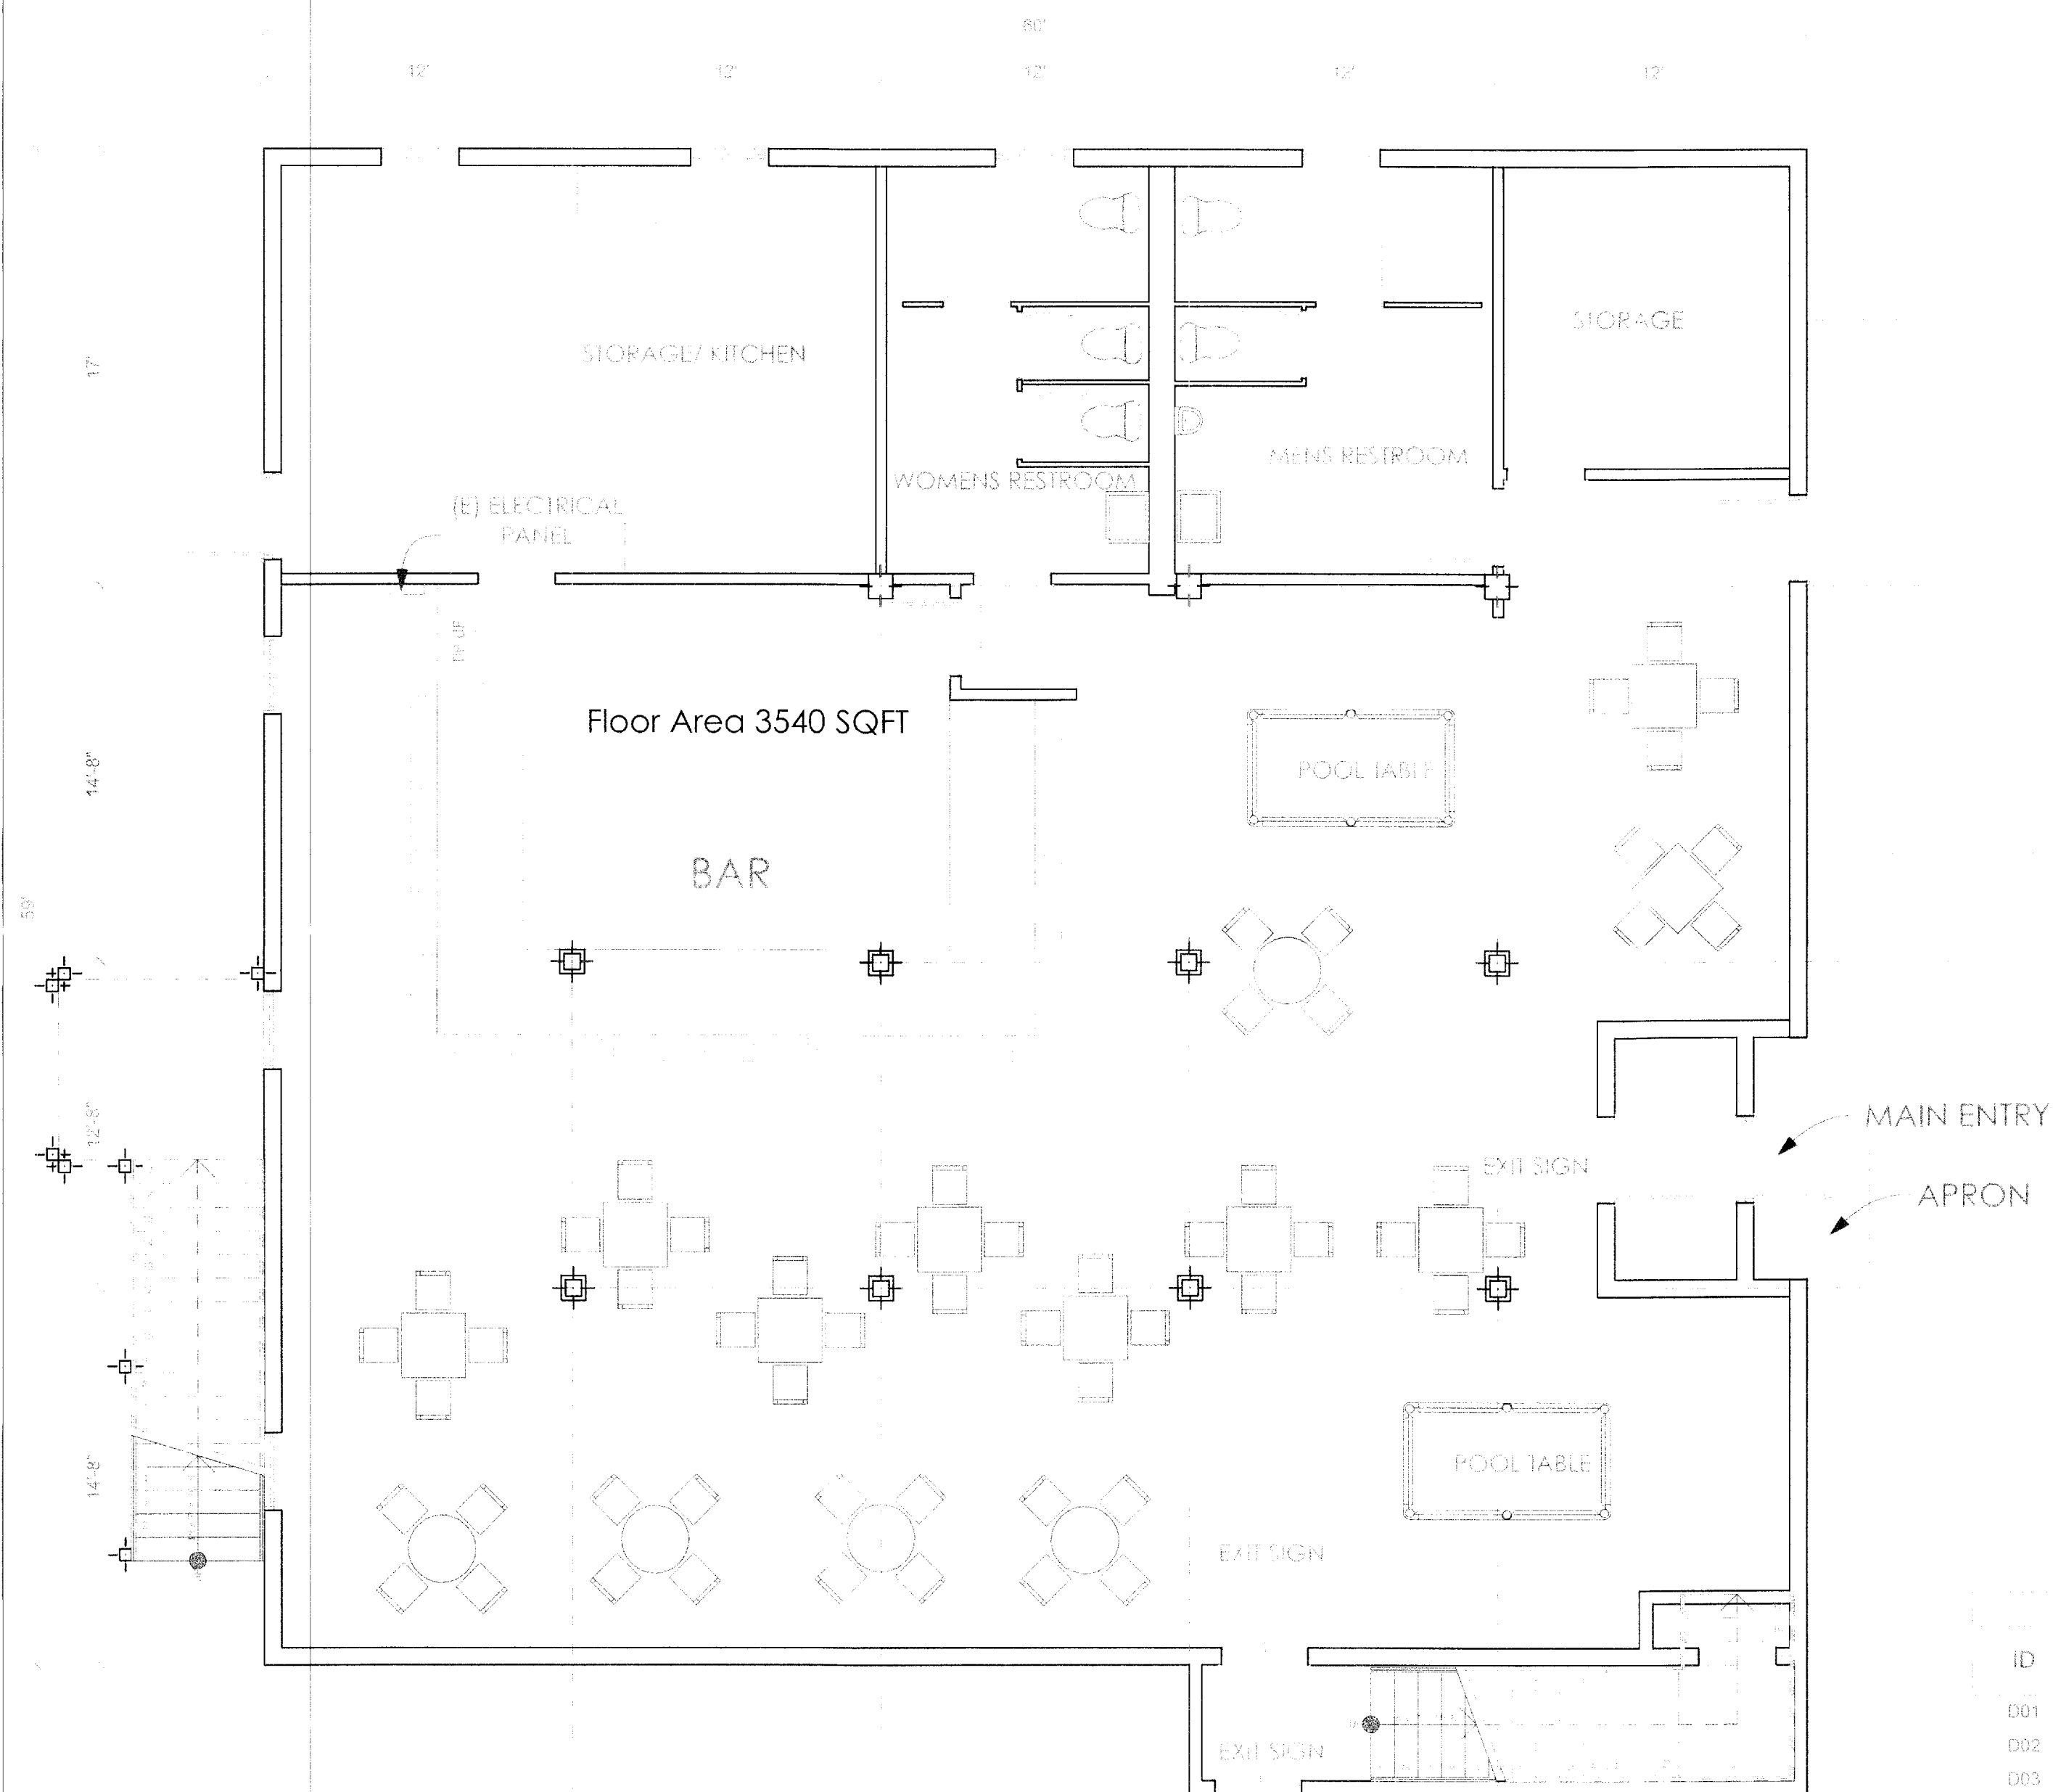 60'
12'
12'
12'
12'
12'
17'
STORAGE/ KITCHEN
STORAGE
MENS RESTROOM
WOMENS RESTROOM
(E) ELECTRICAL
PANEL
Floor Area 3540 SQFT
POOL TABLE
14'-8"
BAR
59'
12'-8"
MAIN ENTRY
EXIT SIGN
APRON
14'-8"
POOL TABLE
EXIT SIGN
ID
D01
EXIT SIGN
D02
D03